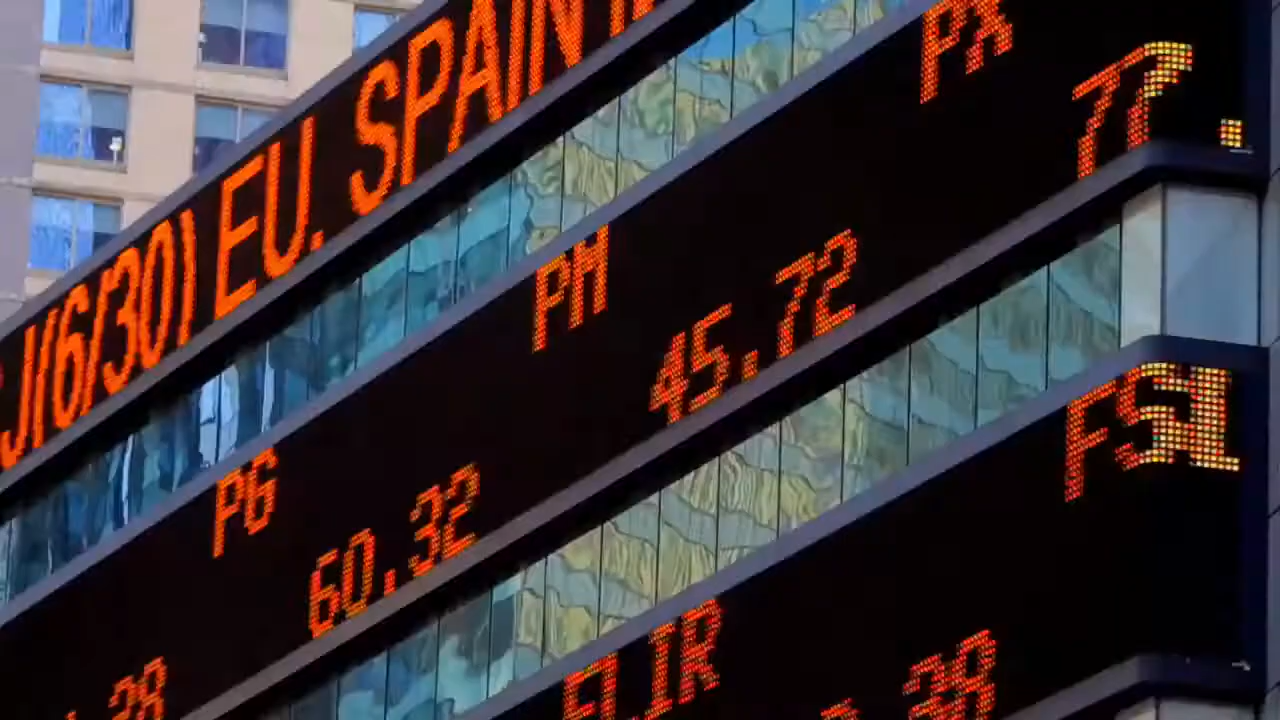 J(6/30) EU. SPAIN
PG PH PX
60.32 45.72 77.
FLIR FSL
.28 .38